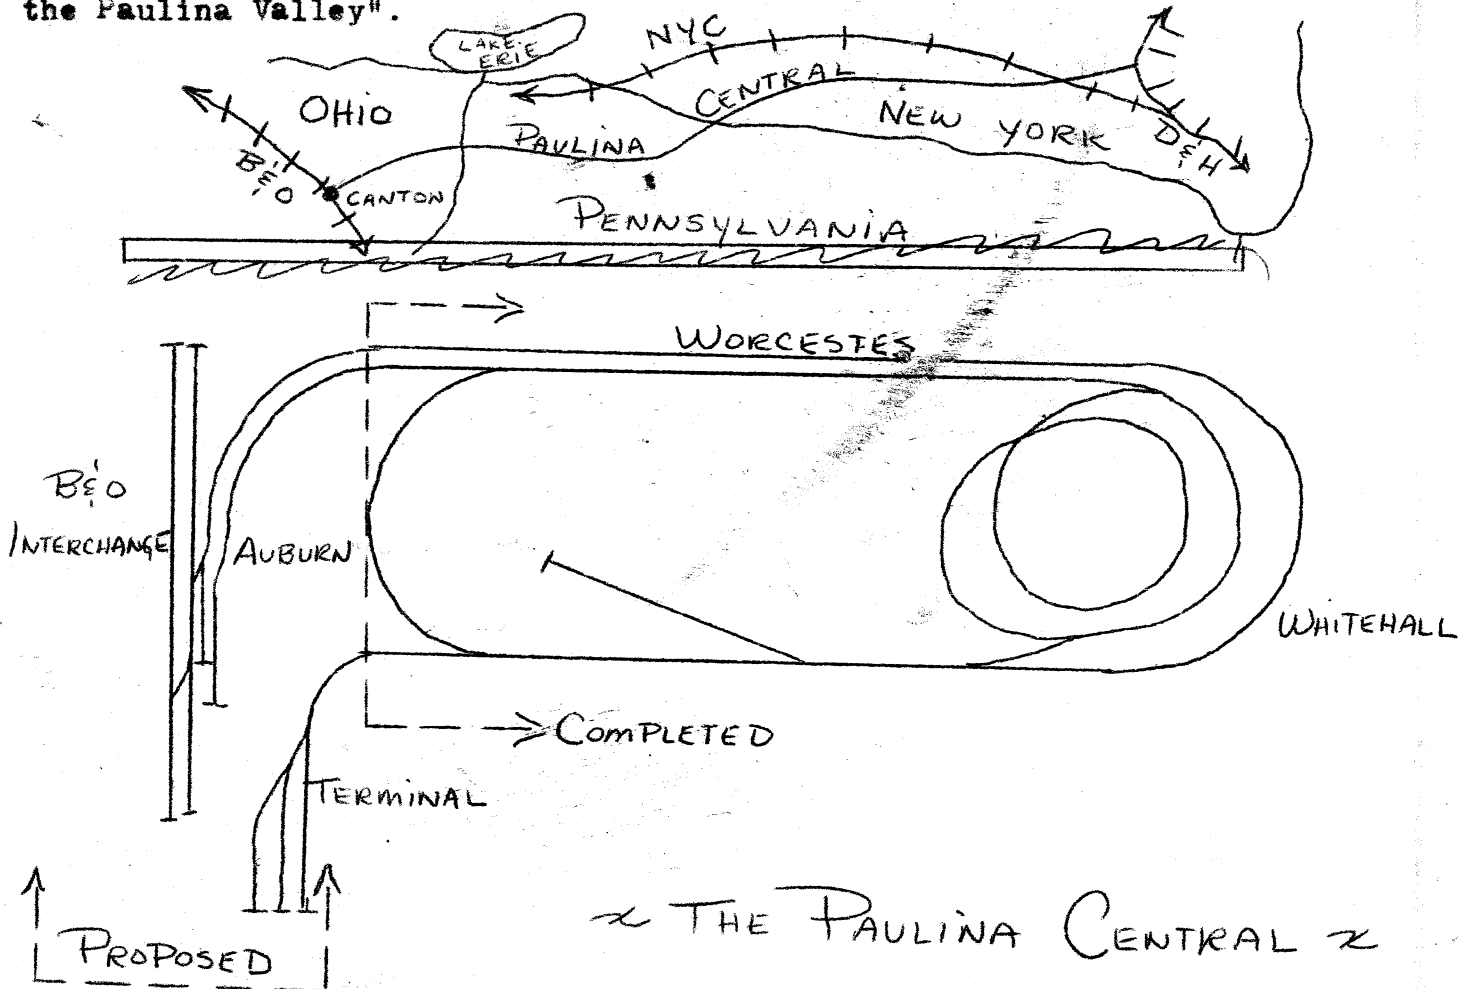 the Paulina Valley".
LAKE
ERIE
NYC
OHiO
CENTRAL
NEW YORK
PAULINA
D&H
B&O
CANTON
PENNSYLVANiA
WORCESTES
B&O
INTERCHANGE
AUBURN
WHITEHALL
COMPLETED
TERMiNAL
THE PAULiNA CENTRAL
PROPOSED